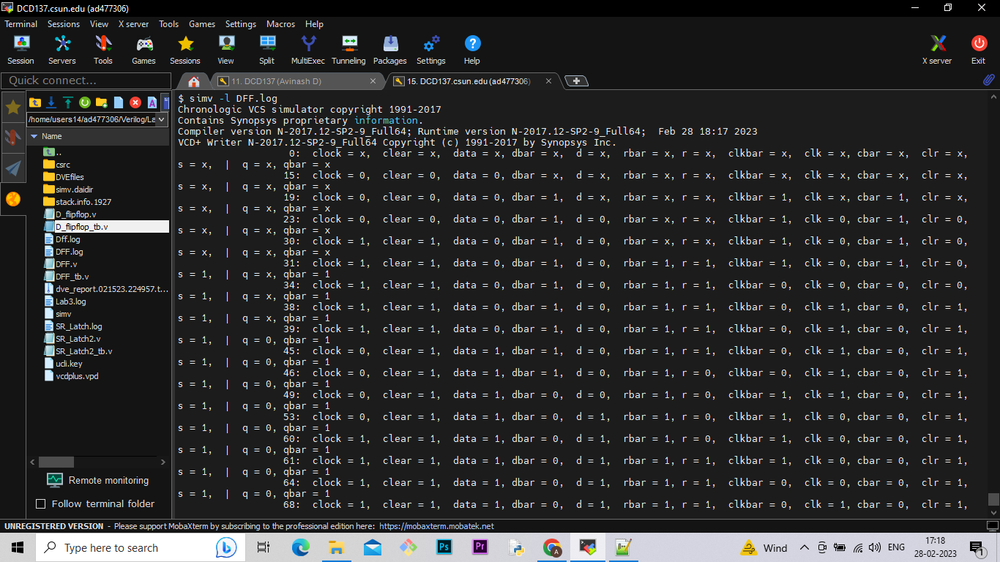 DCD137.csun.edu (ad477306)
Terminal Sessions View X server Tools Games Settings Macros Help
Session Servers Tools Games Sessions View Split MultiExec Tunneling Packages Settings Help X server Exit
Quick connect...
11. DCD137 (Avinash D)
15. DCD137.csun.edu (ad477306)
/home/users14/ad477306/Verilog/La
Name
..
csrc
DVEfiles
simv.daidir
stack.info.1927
D_flipflop.v
D_flipflop_tb.v
Dff.log
DFF.log
DFF.v
DFF_tb.v
dve_report.021523.224957.t...
Lab3.log
simv
SR_Latch.log
SR_Latch2.v
SR_Latch2_tb.v
ucli.key
vcdplus.vpd
Remote monitoring
Follow terminal folder
$ simv -l DFF.log
Chronologic VCS simulator copyright 1991-2017
Contains Synopsys proprietary information.
Compiler version N-2017.12-SP2-9_Full64; Runtime version N-2017.12-SP2-9_Full64;  Feb 28 18:17 2023
VCD+ Writer N-2017.12-SP2-9_Full64 Copyright (c) 1991-2017 by Synopsys Inc.
0:  clock = x,  clear = x,  data = x, dbar = x,  d = x,  rbar = x, r = x,  clkbar = x,  clk = x, cbar = x,  clr = x,
s = x,  |  q = x, qbar = x
15:  clock = 0,  clear = 0,  data = 0, dbar = x,  d = x,  rbar = x, r = x,  clkbar = x,  clk = x, cbar = x,  clr = x,
s = x,  |  q = x, qbar = x
19:  clock = 0,  clear = 0,  data = 0, dbar = 1,  d = x,  rbar = x, r = x,  clkbar = 1,  clk = x, cbar = 1,  clr = x,
s = x,  |  q = x, qbar = x
23:  clock = 0,  clear = 0,  data = 0, dbar = 1,  d = 0,  rbar = x, r = x,  clkbar = 1,  clk = 0, cbar = 1,  clr = 0,
s = x,  |  q = x, qbar = x
30:  clock = 1,  clear = 1,  data = 0, dbar = 1,  d = 0,  rbar = x, r = x,  clkbar = 1,  clk = 0, cbar = 1,  clr = 0,
s = x,  |  q = x, qbar = x
31:  clock = 1,  clear = 1,  data = 0, dbar = 1,  d = 0,  rbar = 1, r = 1,  clkbar = 1,  clk = 0, cbar = 1,  clr = 0,
s = 1,  |  q = x, qbar = 1
34:  clock = 1,  clear = 1,  data = 0, dbar = 1,  d = 0,  rbar = 1, r = 1,  clkbar = 0,  clk = 0, cbar = 0,  clr = 0,
s = 1,  |  q = x, qbar = 1
38:  clock = 1,  clear = 1,  data = 0, dbar = 1,  d = 0,  rbar = 1, r = 1,  clkbar = 0,  clk = 1, cbar = 0,  clr = 1,
s = 1,  |  q = x, qbar = 1
39:  clock = 1,  clear = 1,  data = 0, dbar = 1,  d = 0,  rbar = 1, r = 0,  clkbar = 0,  clk = 1, cbar = 0,  clr = 1,
s = 1,  |  q = 0, qbar = 1
45:  clock = 0,  clear = 1,  data = 1, dbar = 1,  d = 0,  rbar = 1, r = 0,  clkbar = 0,  clk = 1, cbar = 0,  clr = 1,
s = 1,  |  q = 0, qbar = 1
46:  clock = 0,  clear = 1,  data = 1, dbar = 1,  d = 0,  rbar = 1, r = 0,  clkbar = 0,  clk = 1, cbar = 0,  clr = 1,
s = 1,  |  q = 0, qbar = 1
49:  clock = 0,  clear = 1,  data = 1, dbar = 0,  d = 0,  rbar = 1, r = 0,  clkbar = 1,  clk = 1, cbar = 0,  clr = 1,
s = 1,  |  q = 0, qbar = 1
53:  clock = 0,  clear = 1,  data = 1, dbar = 0,  d = 1,  rbar = 1, r = 0,  clkbar = 1,  clk = 0, cbar = 0,  clr = 1,
s = 1,  |  q = 0, qbar = 1
60:  clock = 1,  clear = 1,  data = 1, dbar = 0,  d = 1,  rbar = 1, r = 0,  clkbar = 1,  clk = 0, cbar = 0,  clr = 1,
s = 1,  |  q = 0, qbar = 1
61:  clock = 1,  clear = 1,  data = 1, dbar = 0,  d = 1,  rbar = 1, r = 1,  clkbar = 1,  clk = 0, cbar = 0,  clr = 1,
s = 1,  |  q = 0, qbar = 1
64:  clock = 1,  clear = 1,  data = 1, dbar = 0,  d = 1,  rbar = 1, r = 1,  clkbar = 0,  clk = 0, cbar = 0,  clr = 1,
s = 1,  |  q = 0, qbar = 1
68:  clock = 1,  clear = 1,  data = 1, dbar = 0,  d = 1,  rbar = 1, r = 1,  clkbar = 0,  clk = 1, cbar = 0,  clr = 1,
UNREGISTERED VERSION - Please support MobaXterm by subscribing to the professional edition here: https://mobaxterm.mobatek.net
Type here to search
Ps
Pr
A
Wind
ENG
17:18
28-02-2023
1